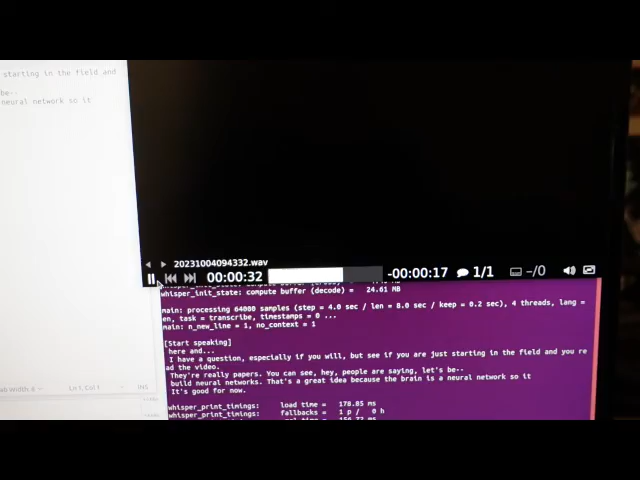 starting in the field and
be--
neural network so it
20231004094332.wav
00:00:32
-00:00:17
1/1
-/0
whisper_init_state: compute buffer (decode) = 24.61 MB
main: processing 64000 samples (step = 4.0 sec / len = 8.0 sec / keep = 0.2 sec), 4 threads, lang =
en, task = transcribe, timestamps = 0 ...
main: n_new_line = 1, no_context = 1
[Start speaking]
here and...
I have a question, especially if you will, but see if you are just starting in the field and you re
ad the video.
They're really papers. You can see, hey, people are saying, let's be--
build neural networks. That's a great idea because the brain is a neural network so it
It's good for now.
whisper_print_timings: load time = 178.85 ms
whisper_print_timings: fallbacks = 1 p / 0 h
Ln 1, Col 1 INS